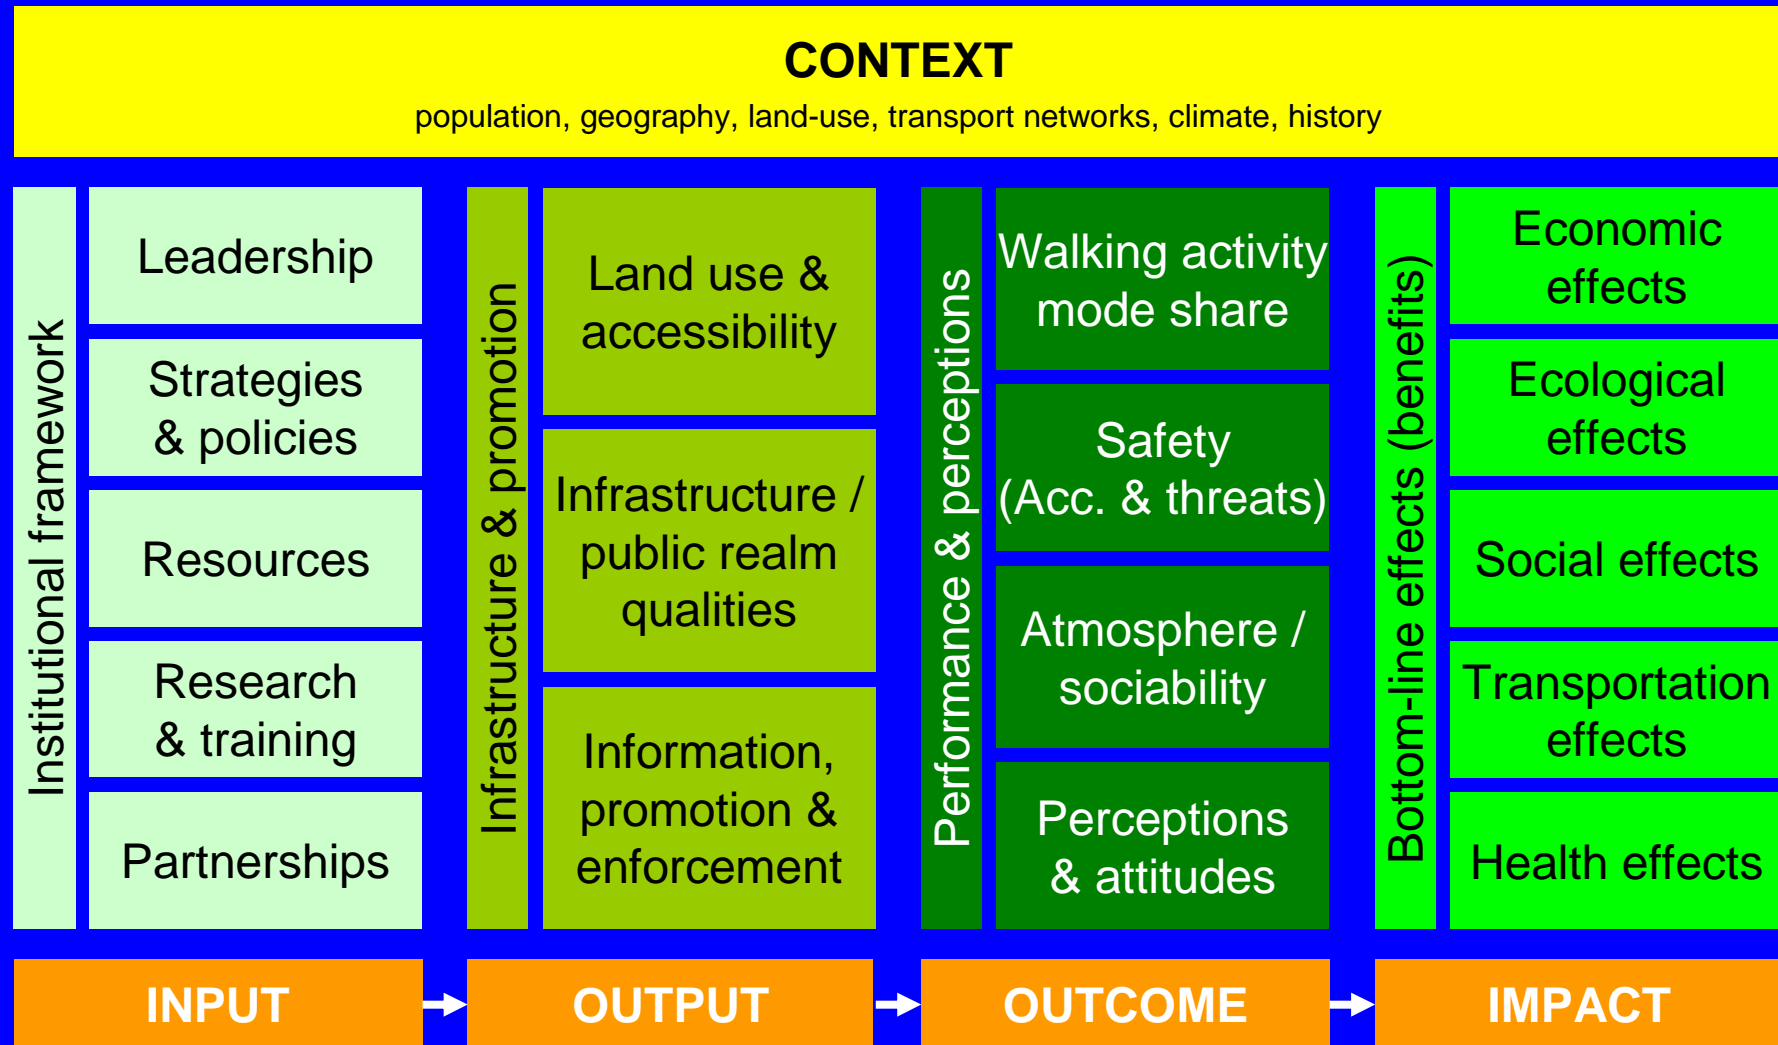 CONTEXT
population, geography, land-use, transport networks, climate, history
Institutional framework
Leadership
Strategies
& policies
Resources
Research
& training
Partnerships
Infrastructure & promotion
Land use &
accessibility
Infrastructure /
public realm
qualities
Information,
promotion &
enforcement
Performance & perceptions
Walking activity
mode share
Safety
(Acc. & threats)
Atmosphere /
sociability
Perceptions
& attitudes
Bottom-line effects (benefits)
Economic
effects
Ecological
effects
Social effects
Transportation
effects
Health effects
INPUT
OUTPUT
OUTCOME
IMPACT